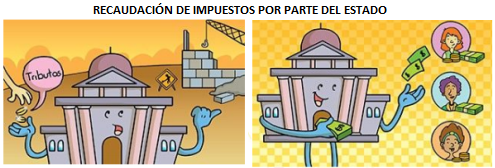 RECAUDACIÓN DE IMPUESTOS POR PARTE DEL ESTADO
Tributos